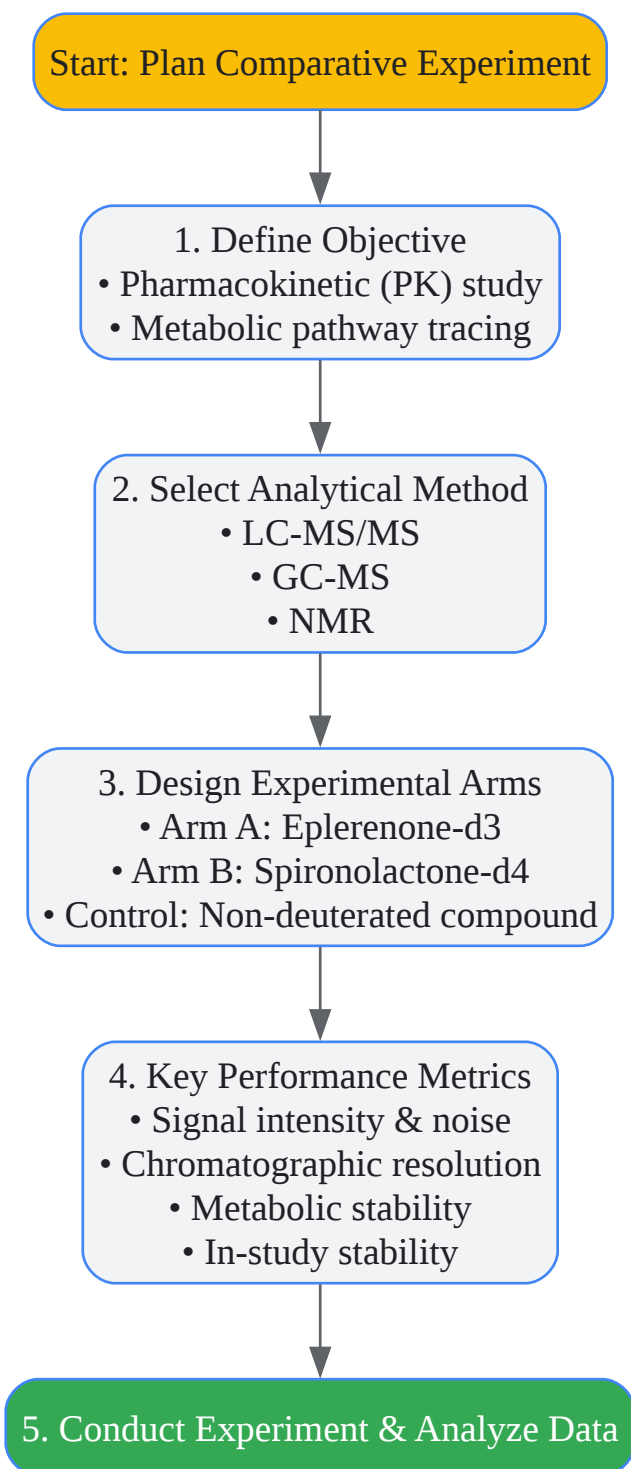 Start: Plan Comparative Experiment
1. Define Objective
• Pharmacokinetic (PK) study
• Metabolic pathway tracing
2. Select Analytical Method
• LC-MS/MS
• GC-MS
• NMR
3. Design Experimental Arms
• Arm A: Eplerenone-d3
• Arm B: Spironolactone-d4
• Control: Non-deuterated compound
4. Key Performance Metrics
• Signal intensity & noise
• Chromatographic resolution
• Metabolic stability
• In-study stability
5. Conduct Experiment & Analyze Data